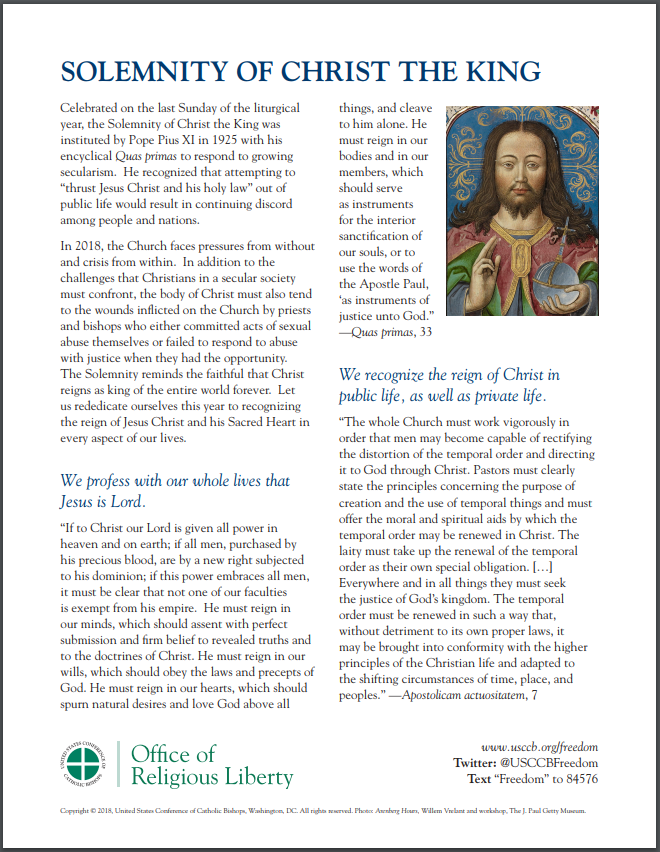 SOLEMNITY OF CHRIST THE KING
Celebrated on the last Sunday of the liturgical
year, the Solemnity of Christ the King was
instituted by Pope Pius XI in 1925 with his
encyclical Quas primas to respond to growing
secularism.  He recognized that attempting to
“thrust Jesus Christ and his holy law” out of
public life would result in continuing discord
among people and nations.
In 2018, the Church faces pressures from without
and crisis from within.  In addition to the
challenges that Christians in a secular society
must confront, the body of Christ must also tend
to the wounds inflicted on the Church by priests
and bishops who either committed acts of sexual
abuse themselves or failed to respond to abuse
with justice when they had the opportunity.
The Solemnity reminds the faithful that Christ
reigns as king of the entire world forever.  Let
us rededicate ourselves this year to recognizing
the reign of Jesus Christ and his Sacred Heart in
every aspect of our lives.
We profess with our whole lives that
Jesus is Lord.
“If to Christ our Lord is given all power in
heaven and on earth; if all men, purchased by
his precious blood, are by a new right subjected
to his dominion; if this power embraces all men,
it must be clear that not one of our faculties
is exempt from his empire.  He must reign in
our minds, which should assent with perfect
submission and firm belief to revealed truths and
to the doctrines of Christ. He must reign in our
wills, which should obey the laws and precepts of
God. He must reign in our hearts, which should
spurn natural desires and love God above all
things, and cleave
to him alone. He
must reign in our
bodies and in our
members, which
should serve
as instruments
for the interior
sanctification of
our souls, or to
use the words of
the Apostle Paul,
‘as instruments of
justice unto God.”
—Quas primas, 33
We recognize the reign of Christ in
public life, as well as private life.
“The whole Church must work vigorously in
order that men may become capable of rectifying
the distortion of the temporal order and directing
it to God through Christ. Pastors must clearly
state the principles concerning the purpose of
creation and the use of temporal things and must
offer the moral and spiritual aids by which the
temporal order may be renewed in Christ. The
laity must take up the renewal of the temporal
order as their own special obligation. […]
Everywhere and in all things they must seek
the justice of God’s kingdom. The temporal
order must be renewed in such a way that,
without detriment to its own proper laws, it
may be brought into conformity with the higher
principles of the Christian life and adapted to
the shifting circumstances of time, place, and
peoples.” —Apostolicam actuositatem, 7
UNITED STATES CONFERENCE OF CATHOLIC BISHOPS
Office of
Religious Liberty
www.usccb.org/freedom
Twitter: @USCCBFreedom
Text “Freedom” to 84576
Copyright © 2018, United States Conference of Catholic Bishops, Washington, DC. All rights reserved. Photo: Arenberg Hours, Willem Vrelant and workshop, The J. Paul Getty Museum.